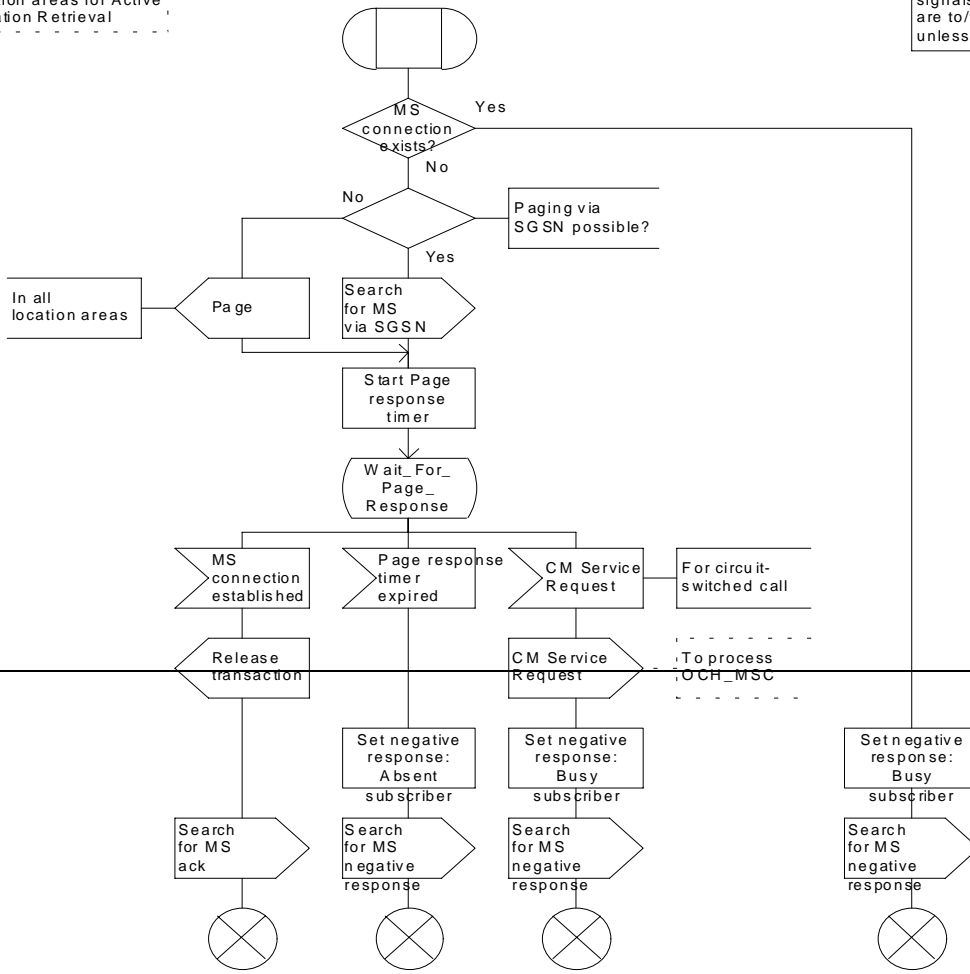 ion areas for Active
ation Retrieval
signals
are to/
unless
MS
connection
exists?
Yes
No
No
Paging via
SGSN possible?
Yes
In all
location areas
Page
Search
for MS
via SGSN
Start Page
response
timer
Wait_For_
Page_
Response
MS
connection
established
Page response
timer
expired
CM Service
Request
For circuit-
switched call
Release
transaction
CM Service
Request
To process
OCH_MSC
Set negative
response:
Absent
subscriber
Set negative
response:
Busy
subscriber
Set negative
response:
Busy
subscriber
Search
for MS
ack
Search
for MS
negative
response
Search
for MS
negative
response
Search
for MS
negative
response